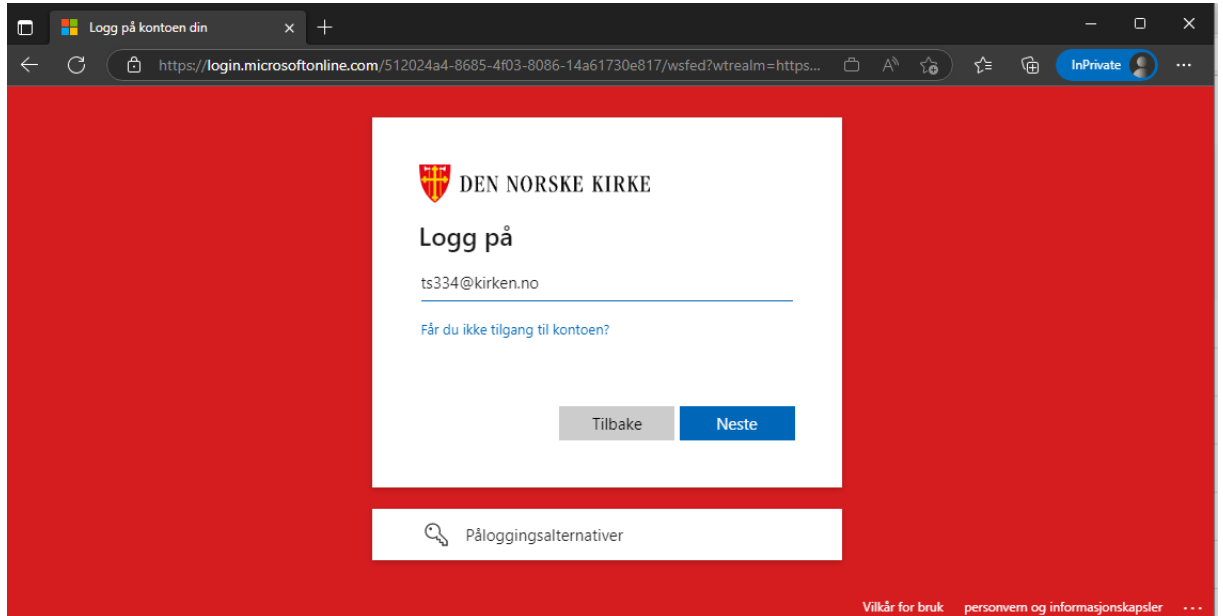 Logg på kontoen din
https://login.microsoftonline.com/512024a4-8685-4f03-8086-14a61730e817/wsfed?wtrealm=https...
InPrivate
DEN NORSKE KIRKE
Logg på
ts334@kirken.no
Får du ikke tilgang til kontoen?
Tilbake Neste
Påloggingsalternativer
Vilkår for bruk personvern og informasjonskapsler ...